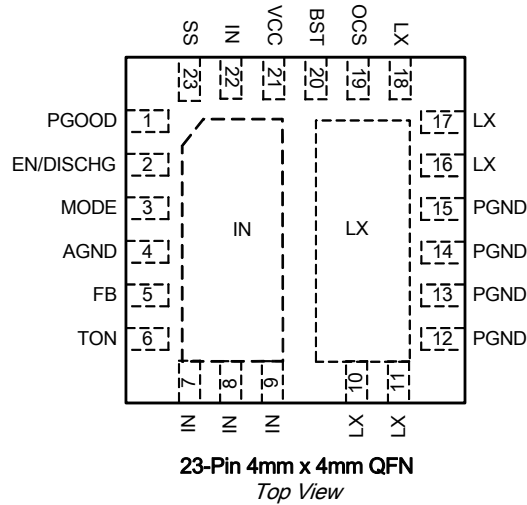 SS IN VCC BST OCS LX
23 22 21 20 19 18
PGOOD 1 17 LX
EN/DISCHG 2 16 LX
MODE 3 15 PGND
AGND 4 IN LX 14 PGND
FB 5 13 PGND
TON 6 12 PGND
7 8 9 10 11
IN IN IN LX LX
23-Pin 4mm x 4mm QFN
Top View